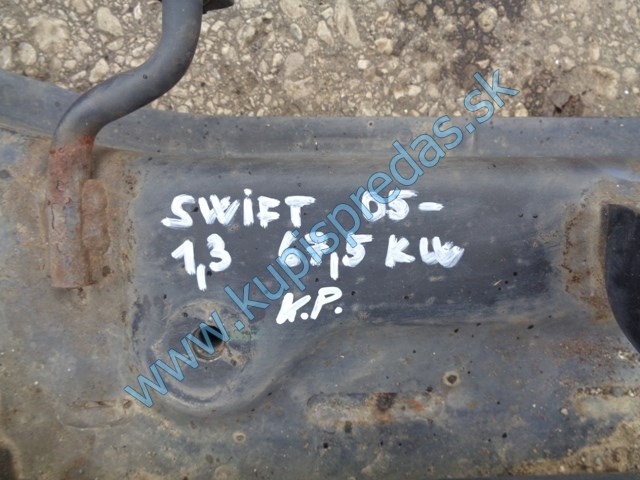 SWIFT 05-
1,3 67,5 KW
K.P.
www.kupispredas.sk